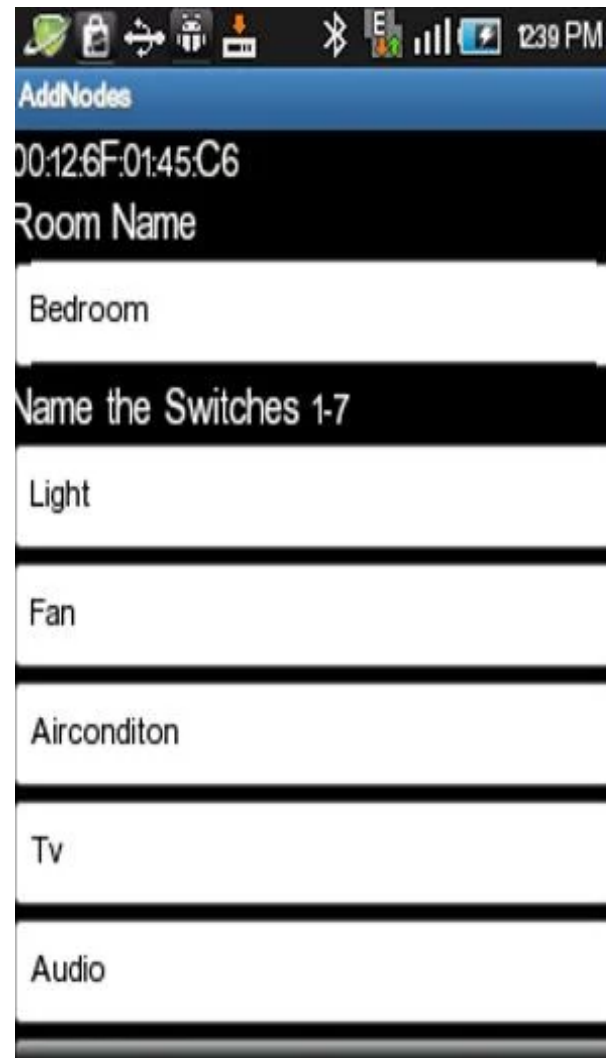 E
12:39 PM
AddNodes
00:12:6F:01:45:C6
Room Name
Bedroom
Name the Switches 1-7
Light
Fan
Airconditon
Tv
Audio